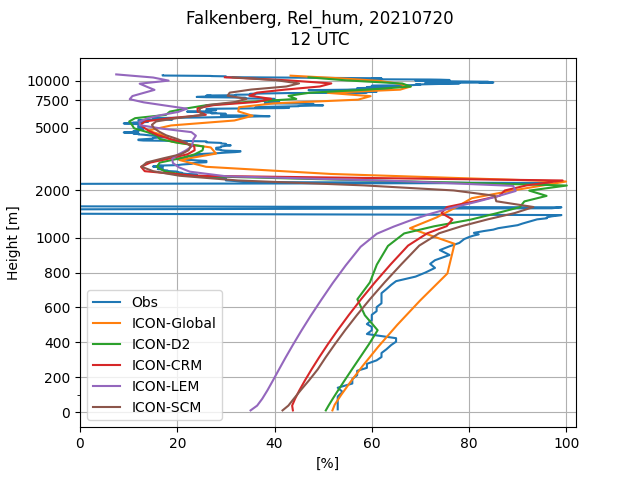 Falkenberg, Rel_hum, 20210720
12 UTC
10000
7500
5000
2000
1000
800
600
400
200
0
Height [m]
Obs
ICON-Global
ICON-D2
ICON-CRM
ICON-LEM
ICON-SCM
0 20 40 60 80 100
[%]